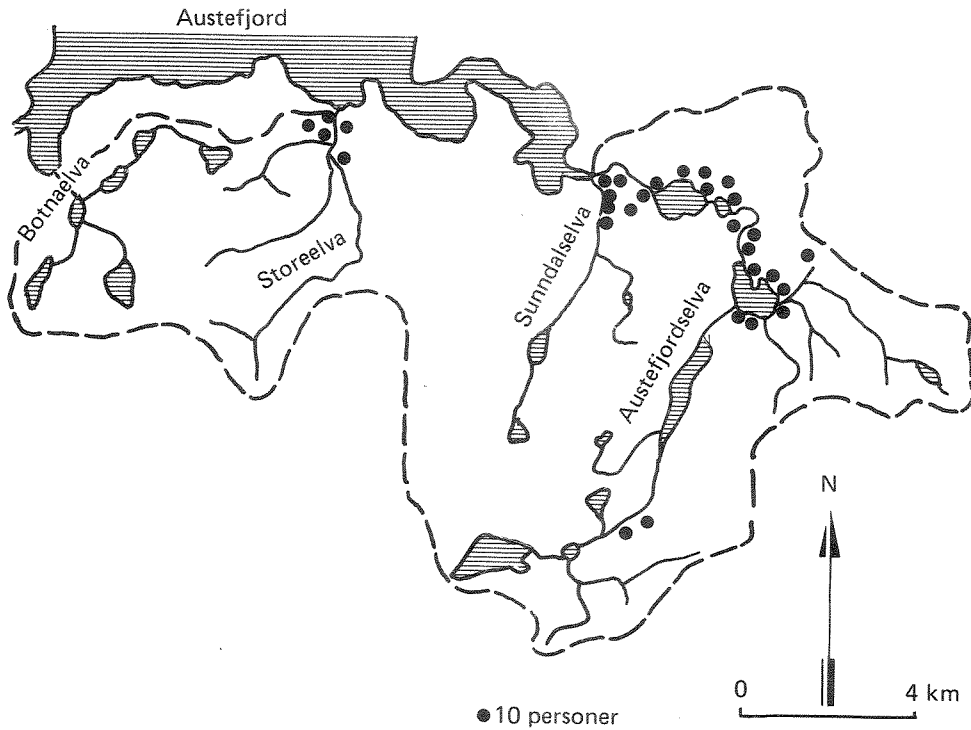 Austefjord
Botnaelva
Storeelva
Sunndalselva
Austefjordselva
N
0 4 km
10 personer